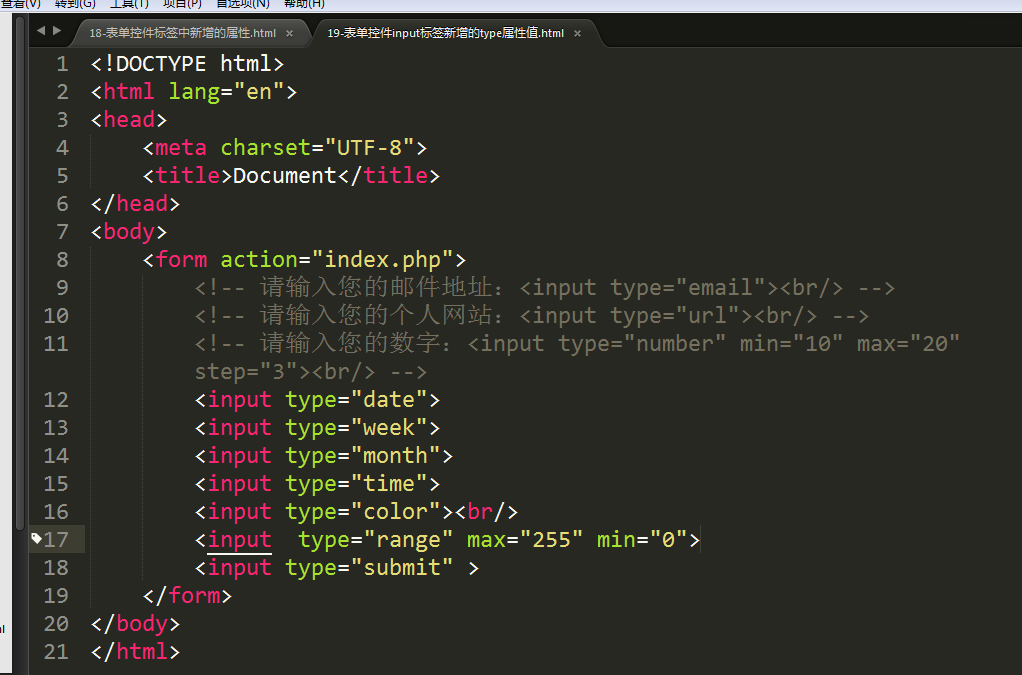 查看(V) 转到(G) 工具(T) 项目(P) 首选项(N) 帮助(H)
18-表单控件标签中新增的属性.html × 19-表单控件input标签新增的type属性值.html ×
1 <!DOCTYPE html>
2 <html lang="en">
3 <head>
4 <meta charset="UTF-8">
5 <title>Document</title>
6 </head>
7 <body>
8 <form action="index.php">
9 <!-- 请输入您的邮件地址：<input type="email"><br/> -->
10 <!-- 请输入您的个人网站：<input type="url"><br/> -->
11 <!-- 请输入您的数字：<input type="number" min="10" max="20"
step="3"><br/> -->
12 <input type="date">
13 <input type="week">
14 <input type="month">
15 <input type="time">
16 <input type="color"><br/>
17 <input  type="range" max="255" min="0">
18 <input type="submit" >
19 </form>
20 </body>
21 </html>